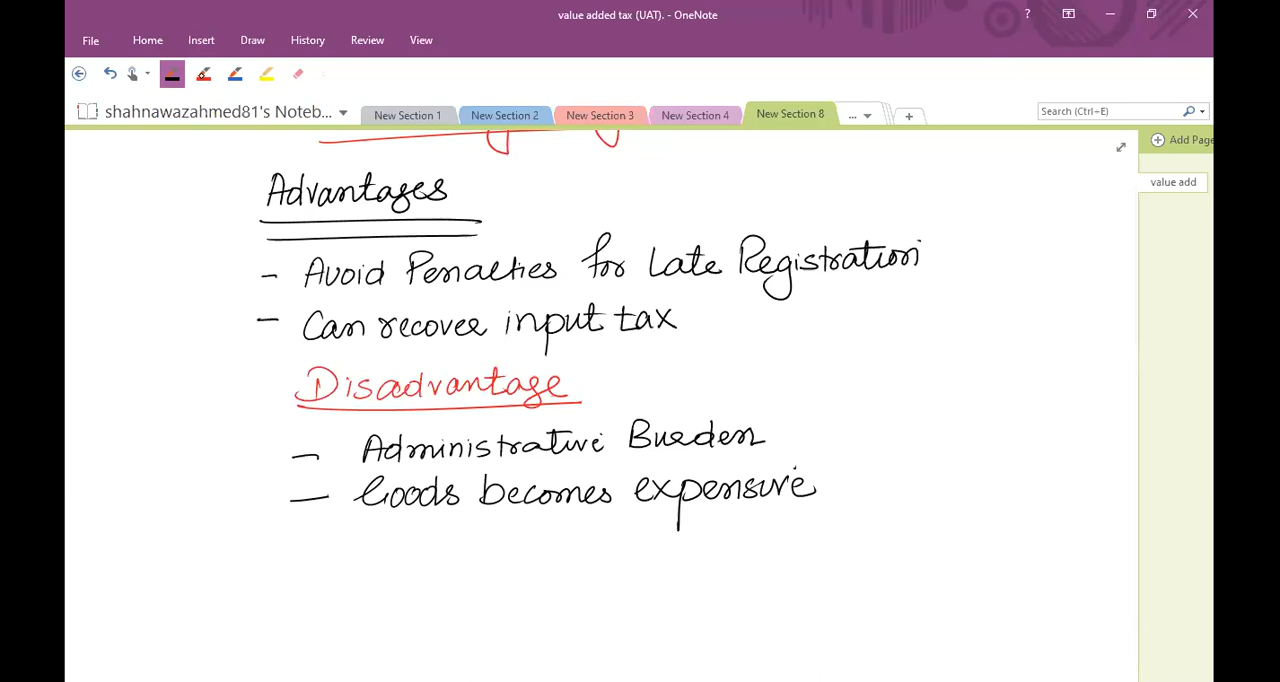 value added tax (UAT). - OneNote
?
File Home Insert Draw History Review View
shahnawazahmed81's Noteb... New Section 1 New Section 2 New Section 3 New Section 4 New Section 8 ... + Search (Ctrl+E)
Add Page
value add
Advantages
- Avoid Penalties for Late Registration
- Can recover input tax
Disadvantage
- Administrative Burden
- Goods becomes expensive